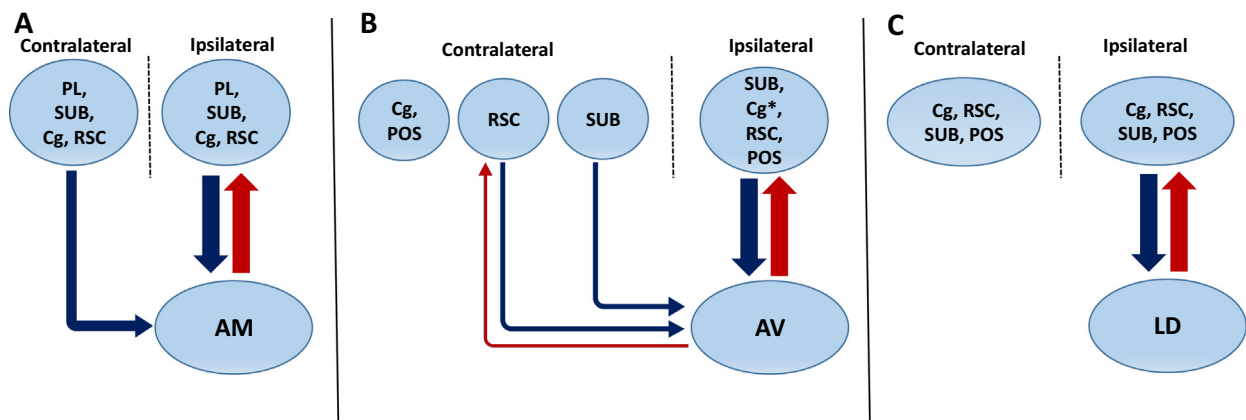 A
Contralateral
Ipsilateral
PL,
SUB,
Cg, RSC
PL,
SUB,
Cg, RSC
AM
B
Contralateral
Ipsilateral
Cg,
POS
RSC
SUB
SUB,
Cg*,
RSC,
POS
AV
C
Contralateral
Ipsilateral
Cg, RSC,
SUB, POS
Cg, RSC,
SUB, POS
LD